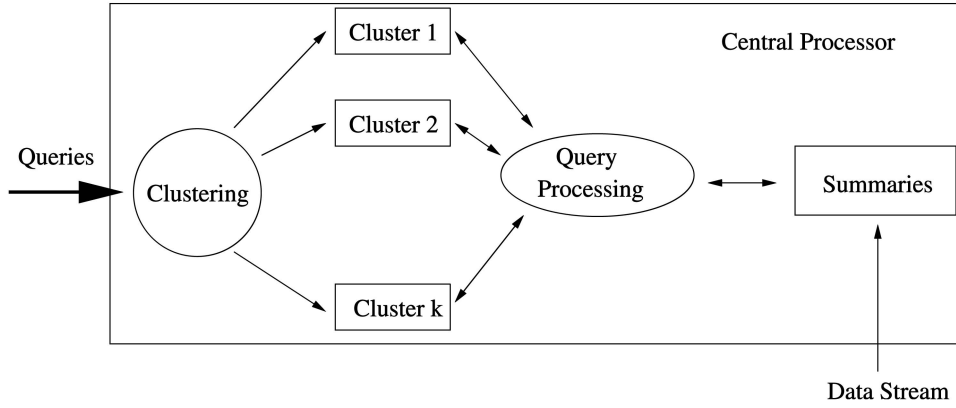 Cluster 1
Central Processor
Cluster 2
Queries
Clustering
Query
Processing
Summaries
Cluster k
Data Stream